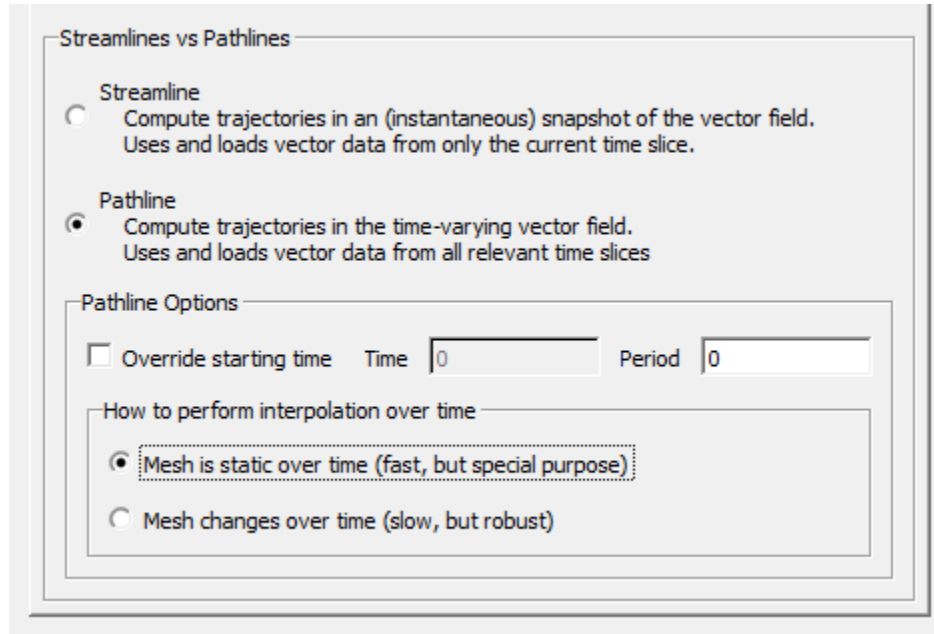 Streamlines vs Pathlines
Streamline
Compute trajectories in an (instantaneous) snapshot of the vector field.
Uses and loads vector data from only the current time slice.
Pathline
Compute trajectories in the time-varying vector field.
Uses and loads vector data from all relevant time slices
Pathline Options
Override starting time Time 0 Period 0
How to perform interpolation over time
Mesh is static over time (fast, but special purpose)
Mesh changes over time (slow, but robust)